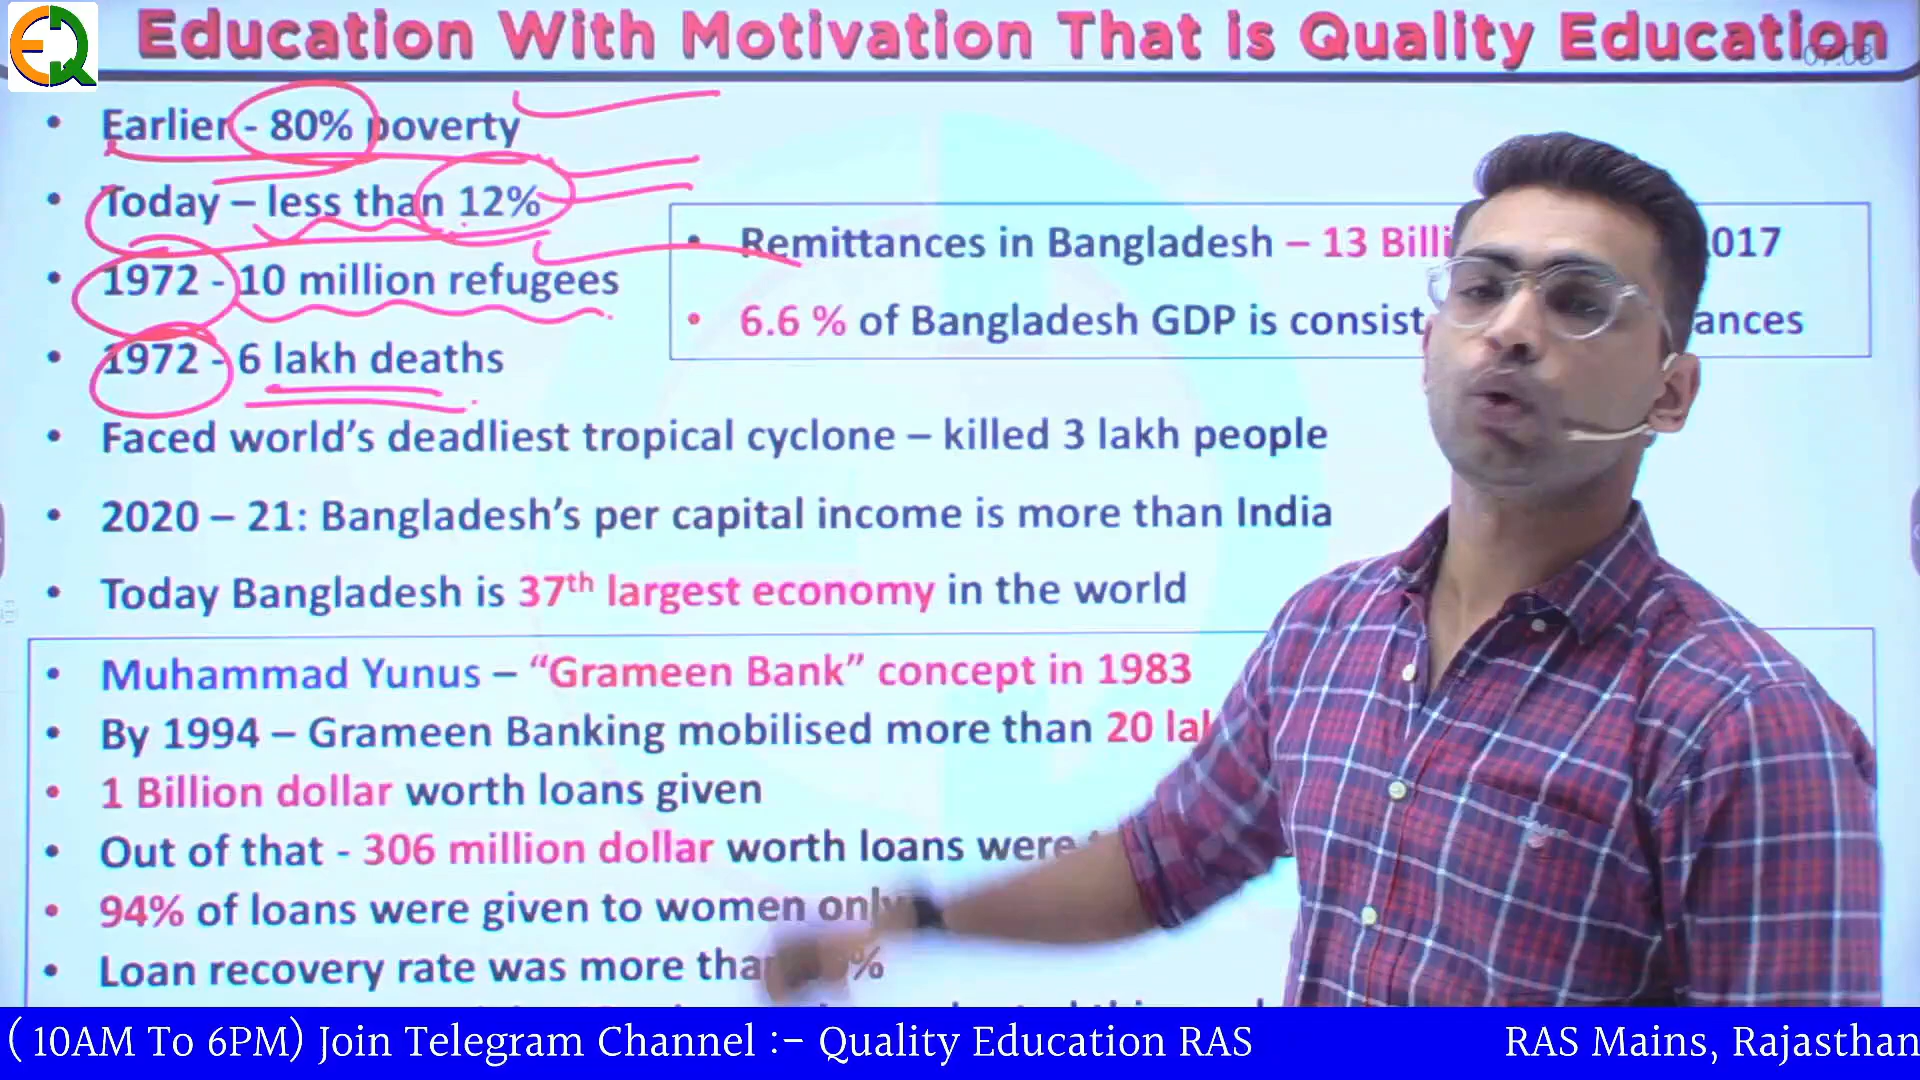 EQ
Education With Motivation That is Quality Education
07:03
• Earlier - 80% poverty
• Today – less than 12%
• 1972 - 10 million refugees
• 1972 - 6 lakh deaths
• Remittances in Bangladesh – 13 Billi 2017
• 6.6 % of Bangladesh GDP is consist ances
• Faced world’s deadliest tropical cyclone – killed 3 lakh people
• 2020 – 21: Bangladesh’s per capital income is more than India
• Today Bangladesh is 37th largest economy in the world
• Muhammad Yunus – “Grameen Bank” concept in 1983
• By 1994 – Grameen Banking mobilised more than 20 la
• 1 Billion dollar worth loans given
• Out of that - 306 million dollar worth loans were
• 94% of loans were given to women only
• Loan recovery rate was more tha %
( 10AM To 6PM) Join Telegram Channel :– Quality Education RAS RAS Mains, Rajasthan